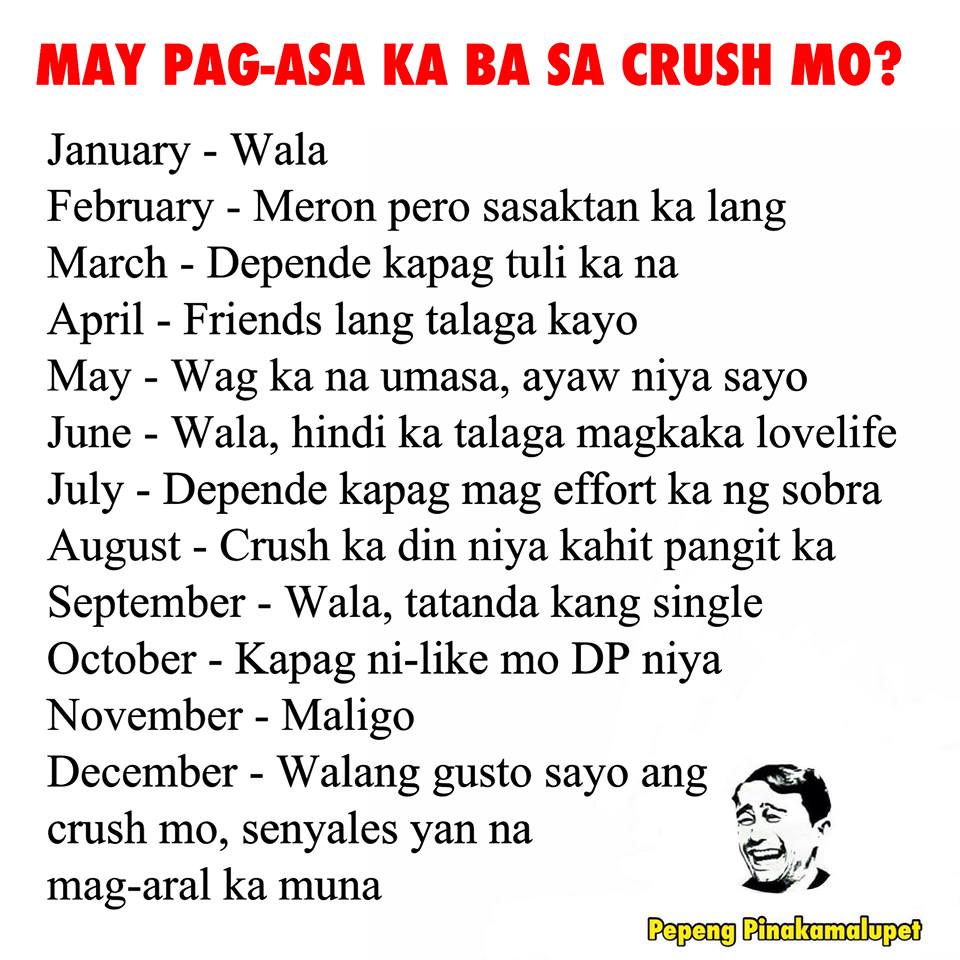 MAY PAG-ASA KA BA SA CRUSH MO?
January - Wala
February - Meron pero sasaktan ka lang
March - Depende kapag tuli ka na
April - Friends lang talaga kayo
May - Wag ka na umasa, ayaw niya sayo
June - Wala, hindi ka talaga magkaka lovelife
July - Depende kapag mag effort ka ng sobra
August - Crush ka din niya kahit pangit ka
September - Wala, tatanda kang single
October - Kapag ni-like mo DP niya
November - Maligo
December - Walang gusto sayo ang
crush mo, senyales yan na
mag-aral ka muna
Pepeng Pinakamalupet